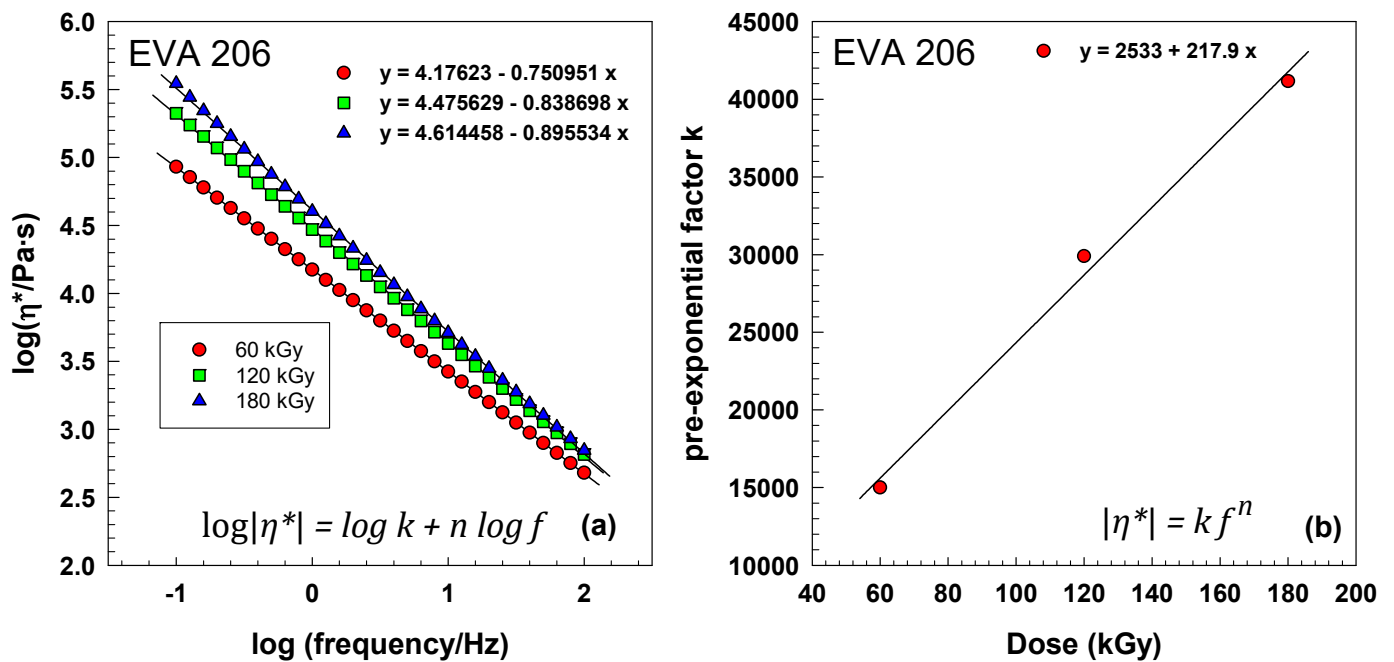 EVA 206
y = 4.17623 - 0.750951 x
y = 4.475629 - 0.838698 x
y = 4.614458 - 0.895534 x
6.0
5.5
5.0
4.5
4.0
3.5
3.0
2.5
2.0
log(η*/Pa·s)
60 kGy
120 kGy
180 kGy
log|η*| = log k + n log f
(a)
-1 0 1 2
log (frequency/Hz)
EVA 206
y = 2533 + 217.9 x
45000
40000
35000
30000
25000
20000
15000
10000
pre-exponential factor k
|η*| = k fⁿ
(b)
40 60 80 100 120 140 160 180 200
Dose (kGy)